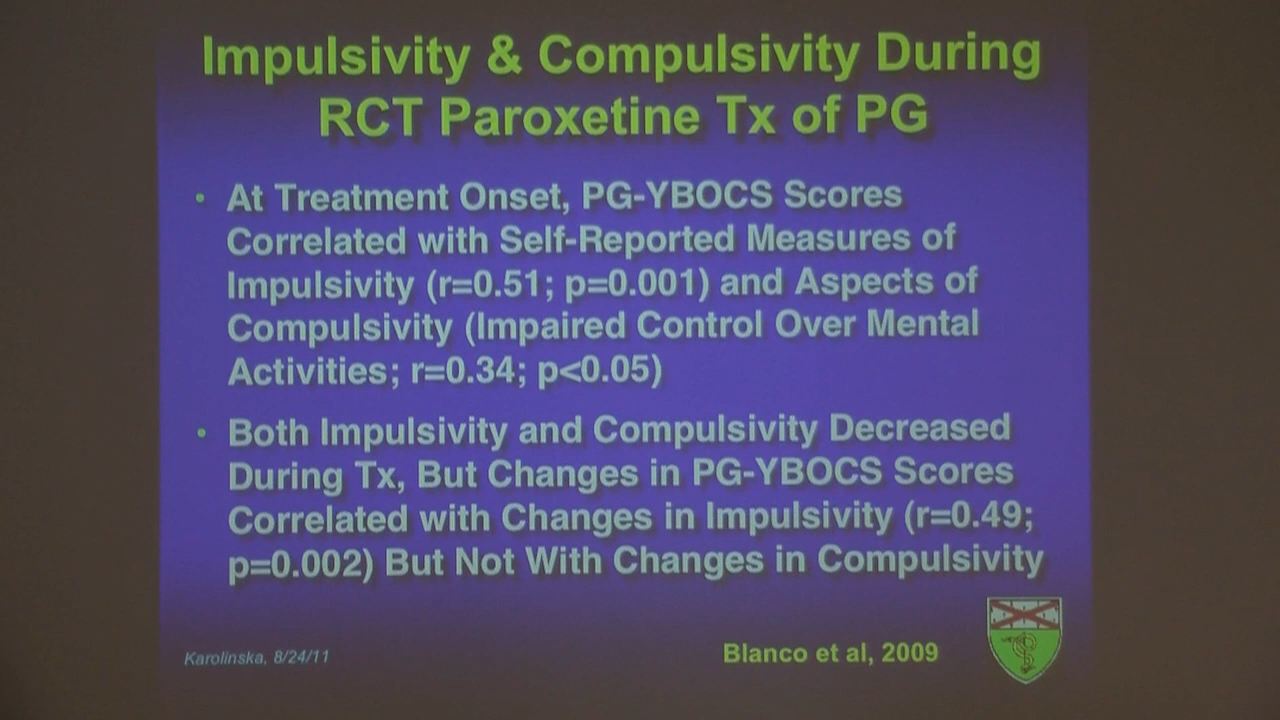 Impulsivity & Compulsivity During
RCT Paroxetine Tx of PG
• At Treatment Onset, PG-YBOCS Scores
Correlated with Self-Reported Measures of
Impulsivity (r=0.51; p=0.001) and Aspects of
Compulsivity (Impaired Control Over Mental
Activities; r=0.34; p<0.05)
• Both Impulsivity and Compulsivity Decreased
During Tx, But Changes in PG-YBOCS Scores
Correlated with Changes in Impulsivity (r=0.49;
p=0.002) But Not With Changes in Compulsivity
Karolinska, 8/24/11
Blanco et al, 2009